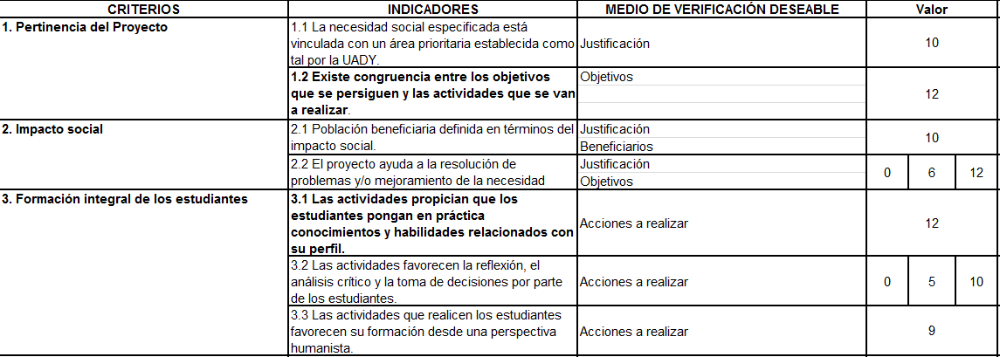 CRITERIOS INDICADORES MEDIO DE VERIFICACIÓN DESEABLE Valor
1. Pertinencia del Proyecto
1.1 La necesidad social especificada está
vinculada con un área prioritaria establecida como
tal por la UADY.
Justificación
10
1.2 Existe congruencia entre los objetivos
que se persiguen y las actividades que se van
a realizar.
Objetivos
12
2. Impacto social
2.1 Población beneficiaria definida en términos del
impacto social.
Justificación
Beneficiarios
10
2.2 El proyecto ayuda a la resolución de
problemas y/o mejoramiento de la necesidad
Justificación
Objetivos
0 6 12
3. Formación integral de los estudiantes
3.1 Las actividades propician que los
estudiantes pongan en práctica
conocimientos y habilidades relacionados con
su perfil.
Acciones a realizar
12
3.2 Las actividades favorecen la reflexión, el
análisis crítico y la toma de decisiones por parte
de los estudiantes.
Acciones a realizar
0 5 10
3.3 Las actividades que realicen los estudiantes
favorecen su formación desde una perspectiva
humanista.
Acciones a realizar
9